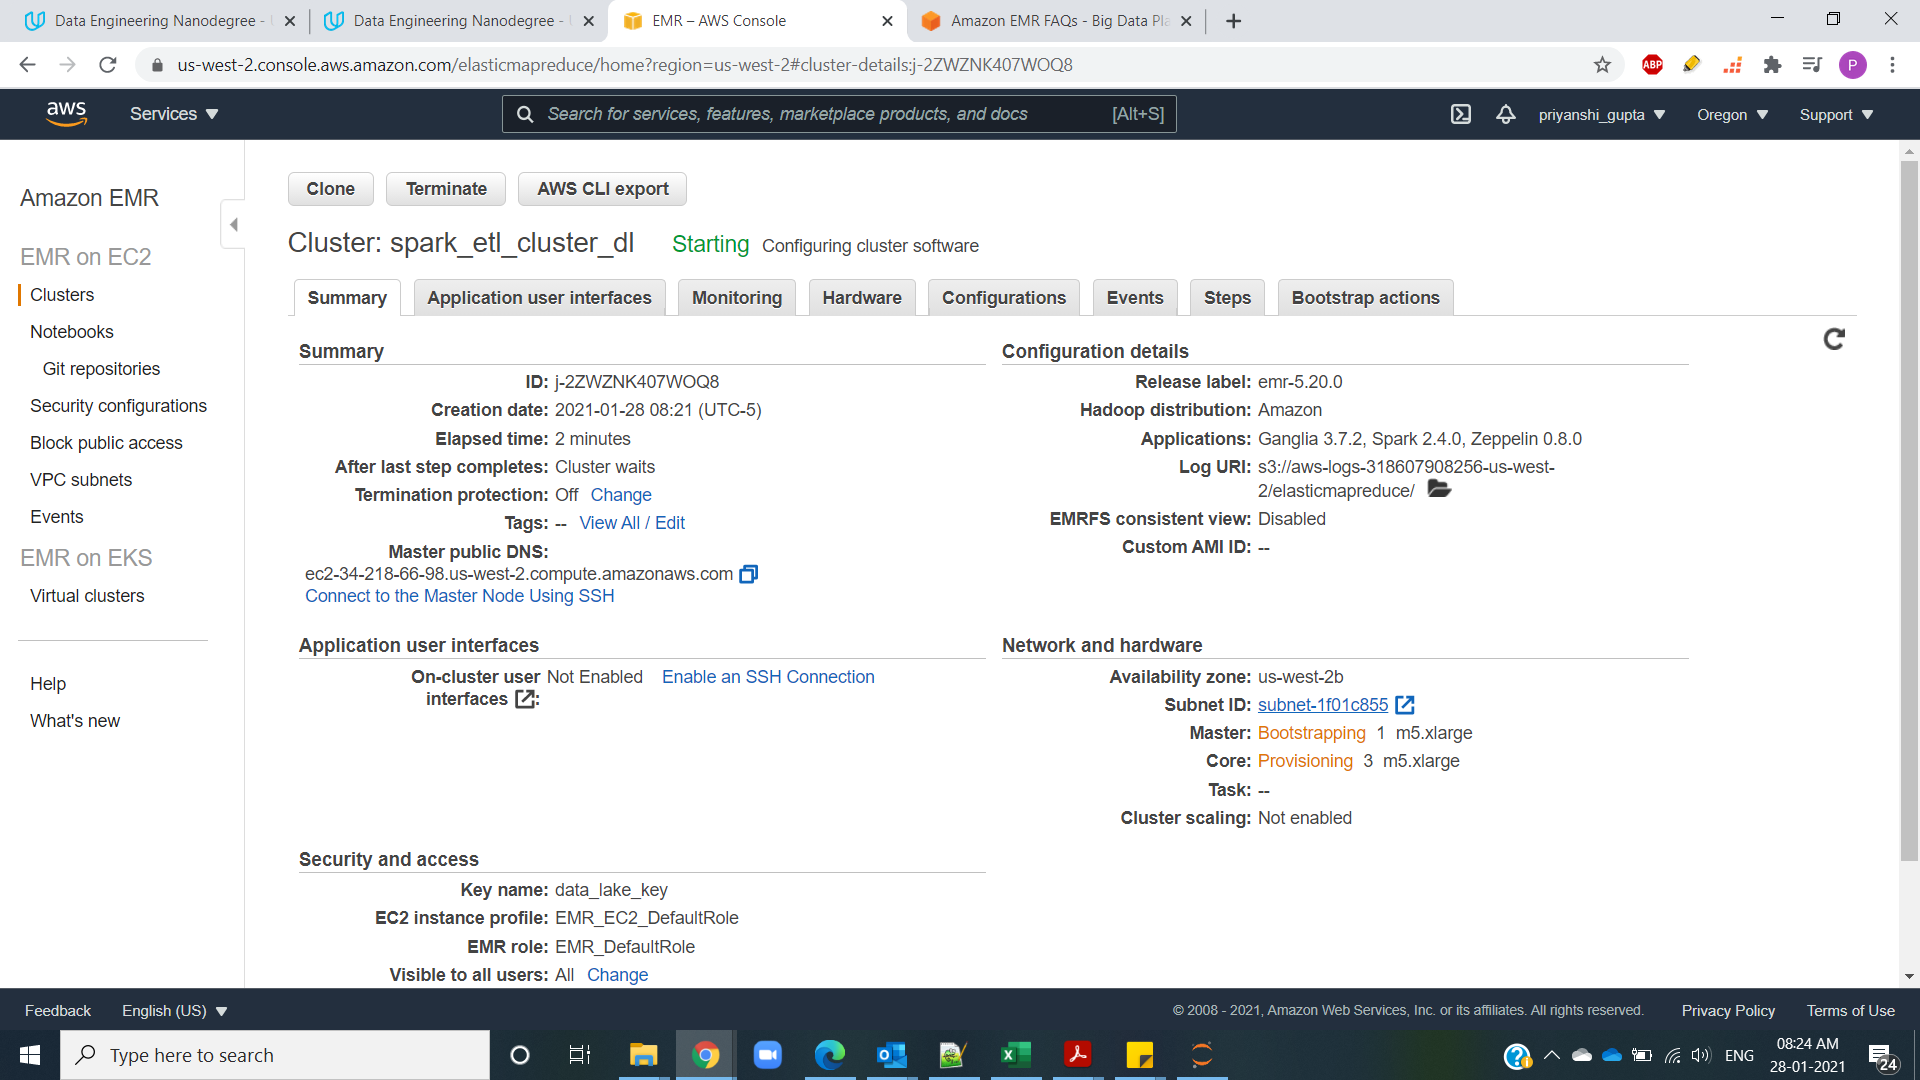 Data Engineering Nanodegree -
Data Engineering Nanodegree -
EMR – AWS Console
Amazon EMR FAQs - Big Data Pla
us-west-2.console.aws.amazon.com/elasticmapreduce/home?region=us-west-2#cluster-details:j-2ZWZNK407WOQ8
ABP
P
aws
Services
Search for services, features, marketplace products, and docs [Alt+S]
priyanshi_gupta
Oregon
Support
Amazon EMR
EMR on EC2
Clusters
Notebooks
Git repositories
Security configurations
Block public access
VPC subnets
Events
EMR on EKS
Virtual clusters
Help
What's new
Clone
Terminate
AWS CLI export
Cluster: spark_etl_cluster_dl Starting Configuring cluster software
Summary
Application user interfaces
Monitoring
Hardware
Configurations
Events
Steps
Bootstrap actions
Summary
ID: j-2ZWZNK407WOQ8
Creation date: 2021-01-28 08:21 (UTC-5)
Elapsed time: 2 minutes
After last step completes: Cluster waits
Termination protection: Off Change
Tags: -- View All / Edit
Master public DNS:
ec2-34-218-66-98.us-west-2.compute.amazonaws.com
Connect to the Master Node Using SSH
Configuration details
Release label: emr-5.20.0
Hadoop distribution: Amazon
Applications: Ganglia 3.7.2, Spark 2.4.0, Zeppelin 0.8.0
Log URI: s3://aws-logs-318607908256-us-west-
2/elasticmapreduce/
EMRFS consistent view: Disabled
Custom AMI ID: --
Application user interfaces
On-cluster user Not Enabled Enable an SSH Connection
interfaces :
Network and hardware
Availability zone: us-west-2b
Subnet ID: subnet-1f01c855
Master: Bootstrapping 1 m5.xlarge
Core: Provisioning 3 m5.xlarge
Task: --
Cluster scaling: Not enabled
Security and access
Key name: data_lake_key
EC2 instance profile: EMR_EC2_DefaultRole
EMR role: EMR_DefaultRole
Visible to all users: All Change
Feedback
English (US)
© 2008 - 2021, Amazon Web Services, Inc. or its affiliates. All rights reserved.
Privacy Policy
Terms of Use
Type here to search
ENG
08:24 AM
28-01-2021
24